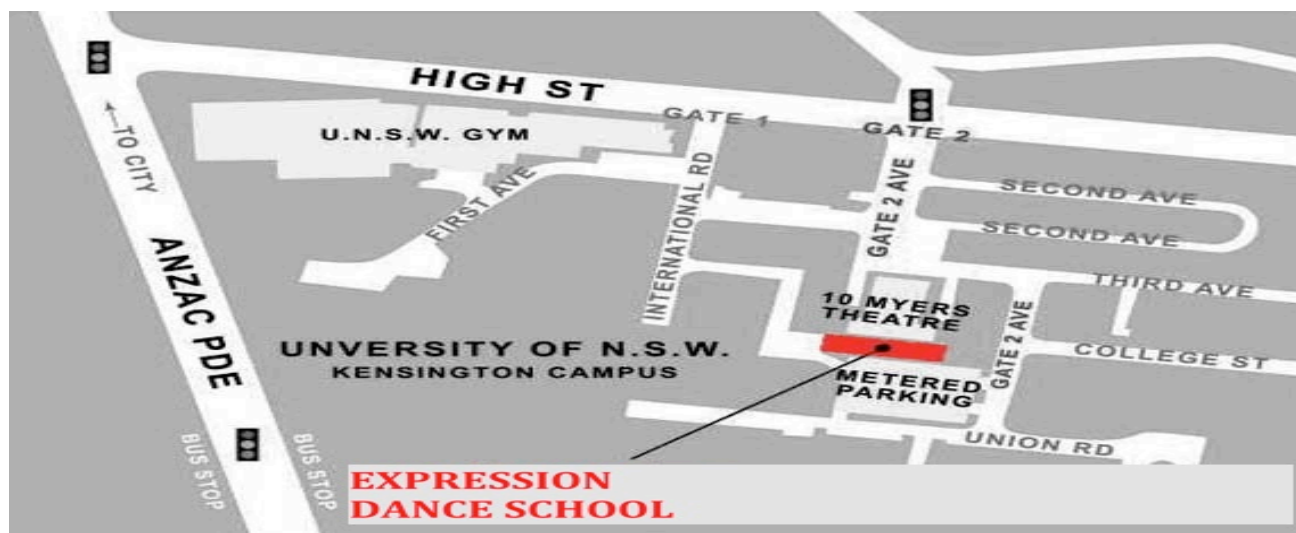 HIGH ST
GATE 1
GATE 2
TO CITY
U.N.S.W. GYM
FIRST AVE
INTERNATIONAL RD
GATE 2 AVE
SECOND AVE
SECOND AVE
THIRD AVE
ANZAC PDE
10 MYERS
THEATRE
GATE 2 AVE
COLLEGE ST
UNVERSITY OF N.S.W.
KENSINGTON CAMPUS
METERED
PARKING
UNION RD
BUS STOP
BUS STOP
EXPRESSION
DANCE SCHOOL